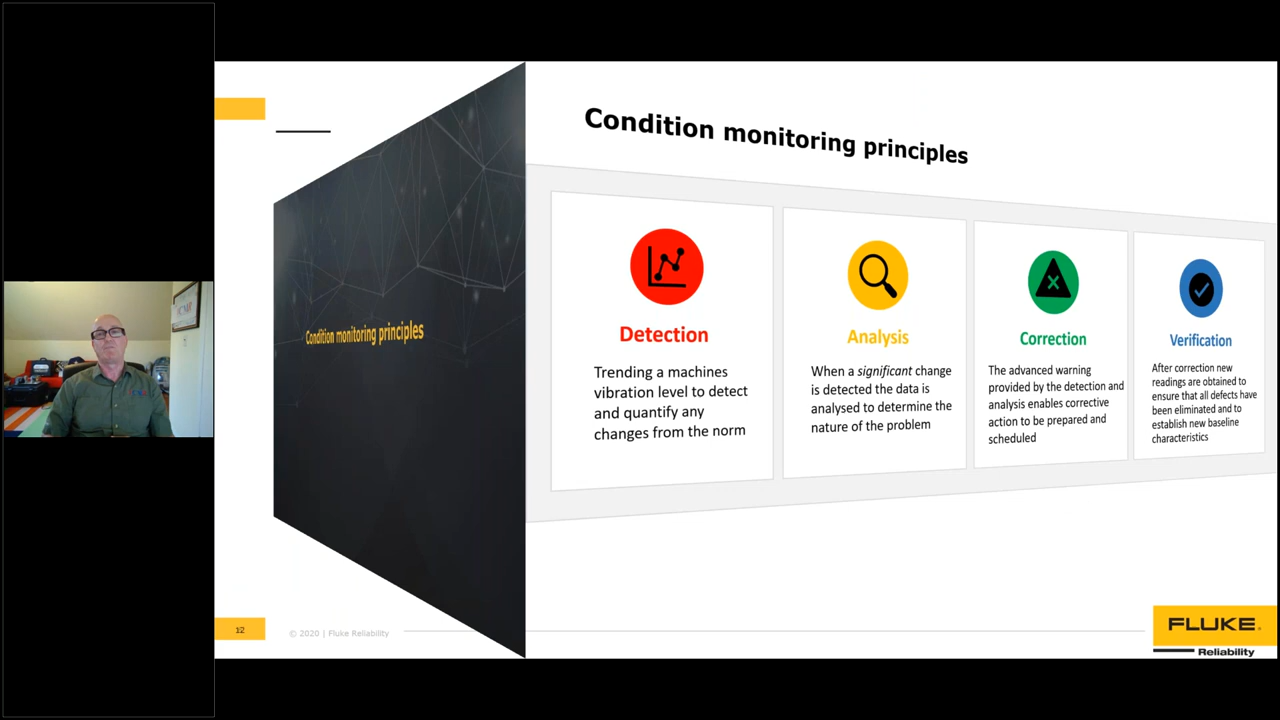 Condition monitoring principles
Condition monitoring principles
Detection
Trending a machines
vibration level to detect
and quantify any
changes from the norm
Analysis
When a significant change
is detected the data is
analysed to determine the
nature of the problem
Correction
The advanced warning
provided by the detection and
analysis enables corrective
action to be prepared and
scheduled
Verification
After correction new
readings are obtained to
ensure that all defects have
been eliminated and to
establish new baseline
characteristics
© 2020 | Fluke Reliability
FLUKE®
Reliability